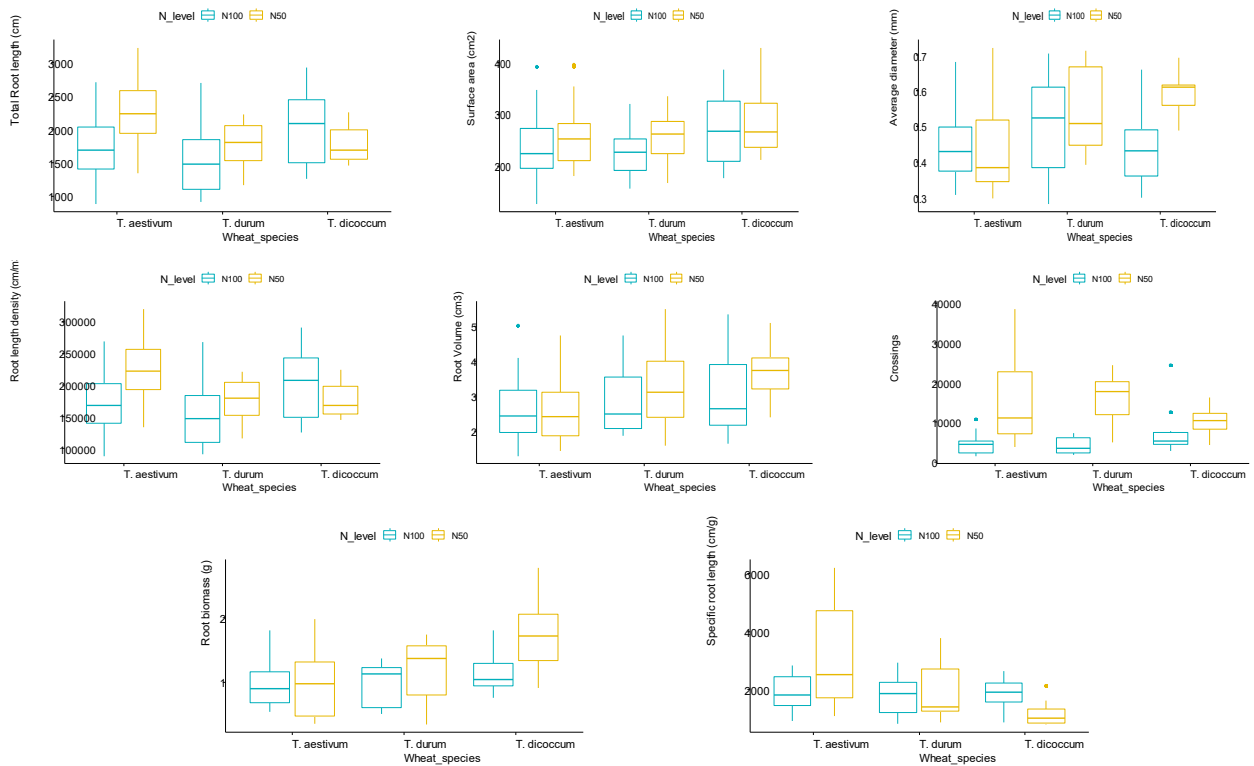 N_level N100 N50
Total Root length (cm)
3000
2500
2000
1500
1000
T. aestivum T. durum T. dicoccum
Wheat_species
N_level N100 N50
Surface area (cm2)
400
300
200
T. aestivum T. durum T. dicoccum
Wheat_species
N_level N100 N50
Average diameter (mm)
0.7
0.6
0.5
0.4
0.3
T. aestivum T. durum T. dicoccum
Wheat_species
N_level N100 N50
Root length density (cm/m
300000
250000
200000
150000
100000
T. aestivum T. durum T. dicoccum
Wheat_species
N_level N100 N50
Root Volume (cm3)
5
4
3
2
T. aestivum T. durum T. dicoccum
Wheat_species
N_level N100 N50
Crossings
40000
30000
20000
10000
0
T. aestivum T. durum T. dicoccum
Wheat_species
N_level N100 N50
Root biomass (g)
2
1
T. aestivum T. durum T. dicoccum
Wheat_species
N_level N100 N50
Specific root length (cm/g)
6000
4000
2000
T. aestivum T. durum T. dicoccum
Wheat_species